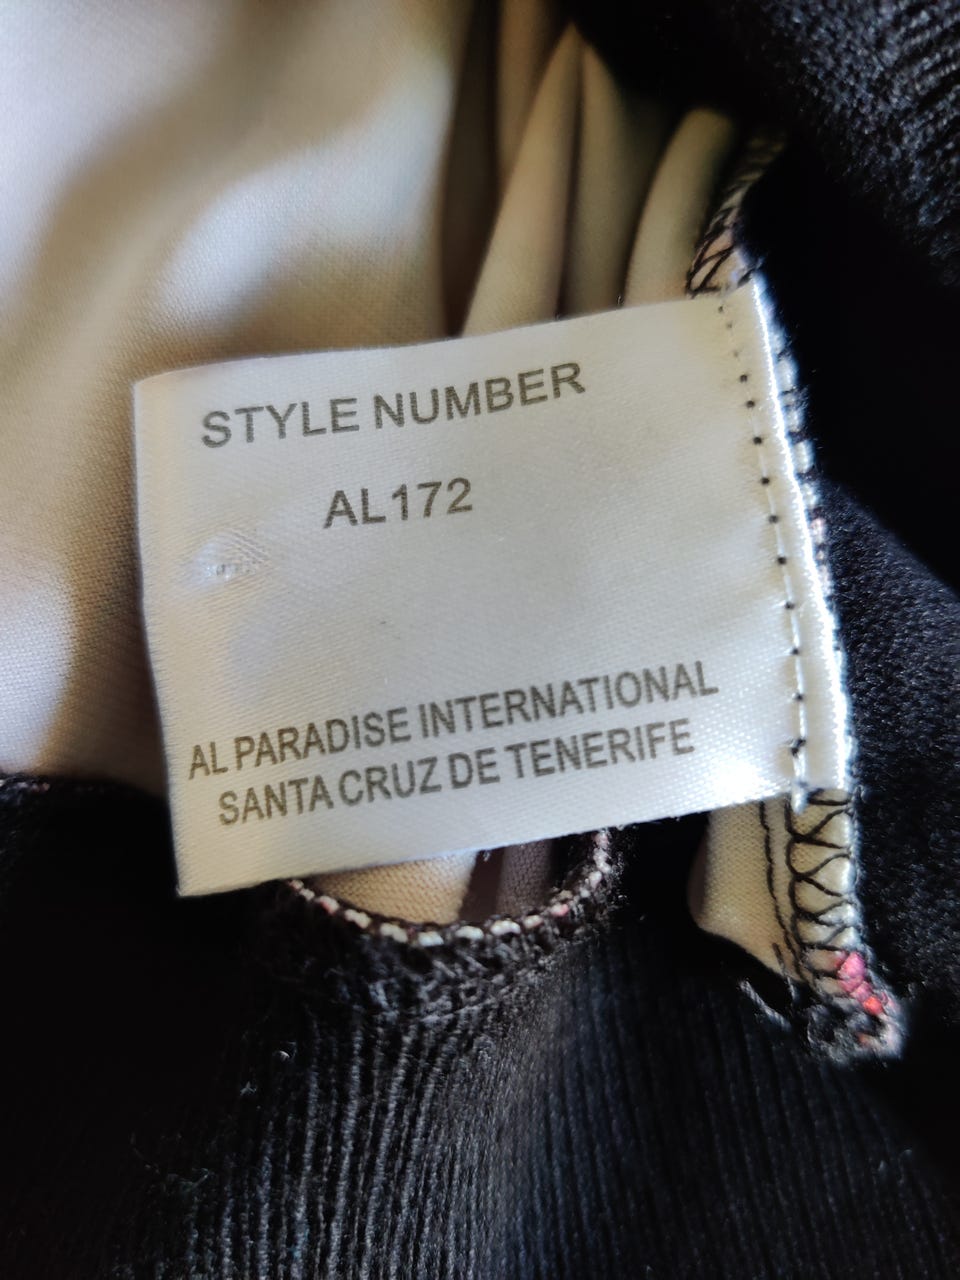 STYLE NUMBER
AL172
AL PARADISE INTERNATIONAL
SANTA CRUZ DE TENERIFE